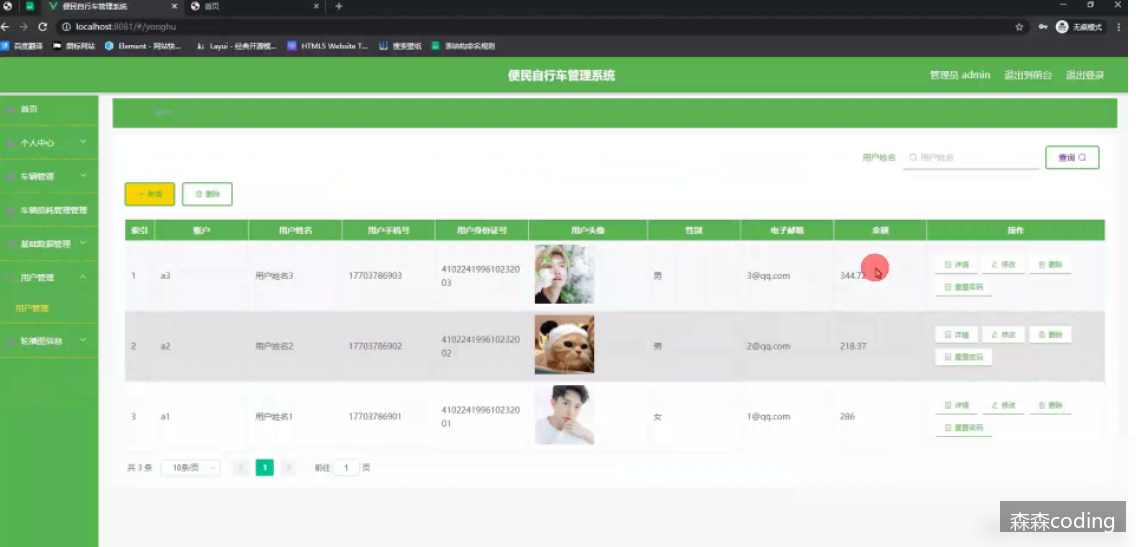 便民自行车管理系统
首页
localhost:8081/#/yonghu
无痕模式
百度翻译
图标网站
Element - 网站快...
Layui - 经典开源模...
HTML5 Website T...
搜索壁纸
表结构命名规则
便民自行车管理系统
管理员 admin
退出到前台
退出登录
首页
个人中心
车辆管理
车辆损耗管理管理
基础数据管理
用户管理
用户管理
轮播图信息
用户姓名
用户姓名
查询
新增
删除
索引 账户 用户姓名 用户手机号 用户身份证号 用户头像 性别 电子邮箱 余额 操作
1 a3 用户姓名3 17703786903 4102241996102320
03
男 3@qq.com 344.72
详情 修改 删除
重置密码
2 a2 用户姓名2 17703786902 4102241996102320
02
男 2@qq.com 218.37
详情 修改 删除
重置密码
3 a1 用户姓名1 17703786901 4102241996102320
01
女 1@qq.com 286
详情 修改 删除
重置密码
共 3 条 10条/页 1 前往 1 页
森森coding